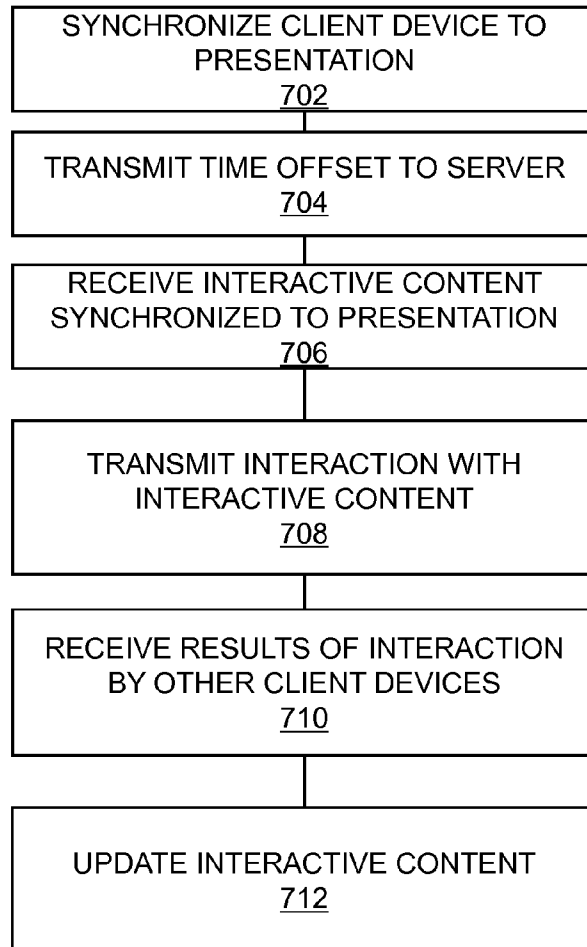 SYNCHRONIZE CLIENT DEVICE TO
PRESENTATION
702
TRANSMIT TIME OFFSET TO SERVER
704
RECEIVE INTERACTIVE CONTENT
SYNCHRONIZED TO PRESENTATION
706
TRANSMIT INTERACTION WITH
INTERACTIVE CONTENT
708
RECEIVE RESULTS OF INTERACTION
BY OTHER CLIENT DEVICES
710
UPDATE INTERACTIVE CONTENT
712